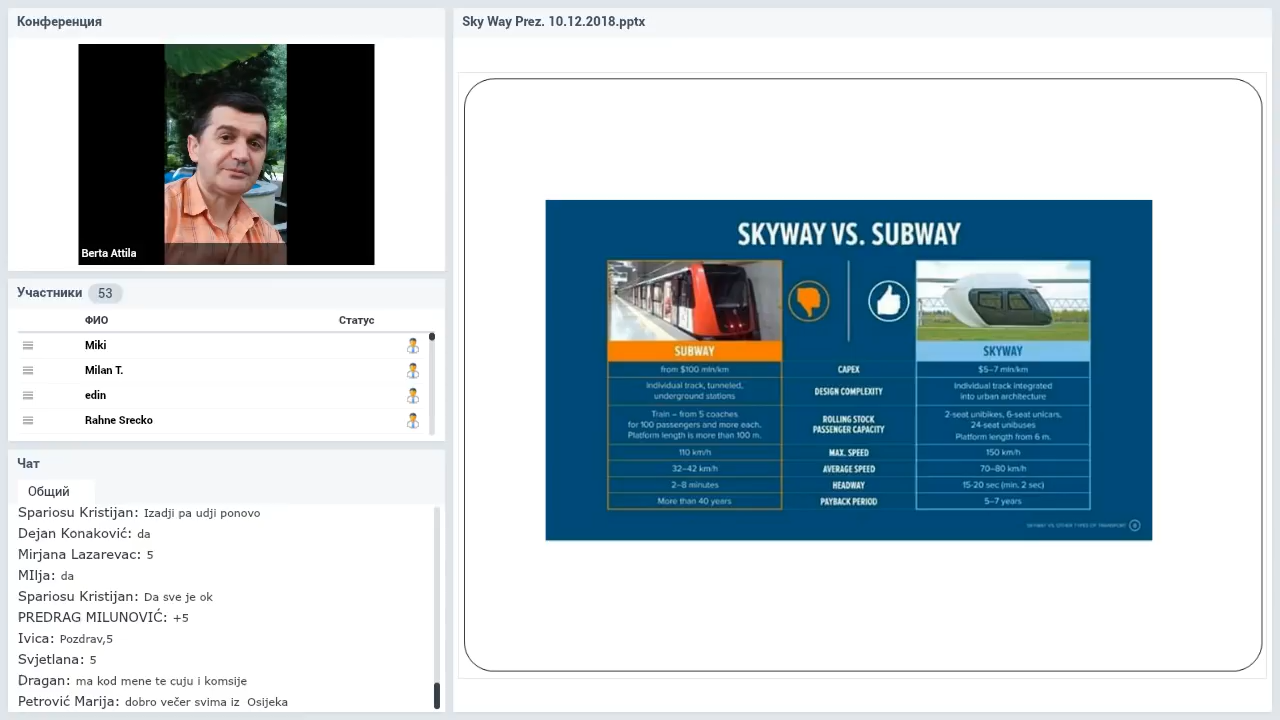 Конференция
Berta Attila
Участники 53
ФИО Статус
Miki
Milan T.
edin
Rahne Srecko
Чат
Общий
Spariosu Kristijan: Izadji pa udji ponovo
Dejan Konaković: da
Mirjana Lazarevac: 5
MIlja: da
Spariosu Kristijan: Da sve je ok
PREDRAG MILUNOVIĆ: +5
Ivica: Pozdrav,5
Svjetlana: 5
Dragan: ma kod mene te cuju i komsije
Petrović Marija: dobro večer svima iz Osijeka
Sky Way Prez. 10.12.2018.pptx
SKYWAY VS. SUBWAY
SUBWAY SKYWAY
from $100 mln/km CAPEX $5–7 mln/km
Individual track, tunneled,
underground stations
DESIGN COMPLEXITY
Individual track integrated
into urban architecture
Train – from 5 coaches
for 100 passengers and more each.
Platform length is more than 100 m.
ROLLING STOCK
PASSENGER CAPACITY
2-seat unibikes, 6-seat unicars,
24-seat unibuses
Platform length from 6 m.
110 km/h MAX. SPEED 150 km/h
32–42 km/h AVERAGE SPEED 70–80 km/h
2–8 minutes HEADWAY 15-20 sec (min. 2 sec)
More than 40 years PAYBACK PERIOD 5–7 years
SKYWAY VS. OTHER TYPES OF TRANSPORT